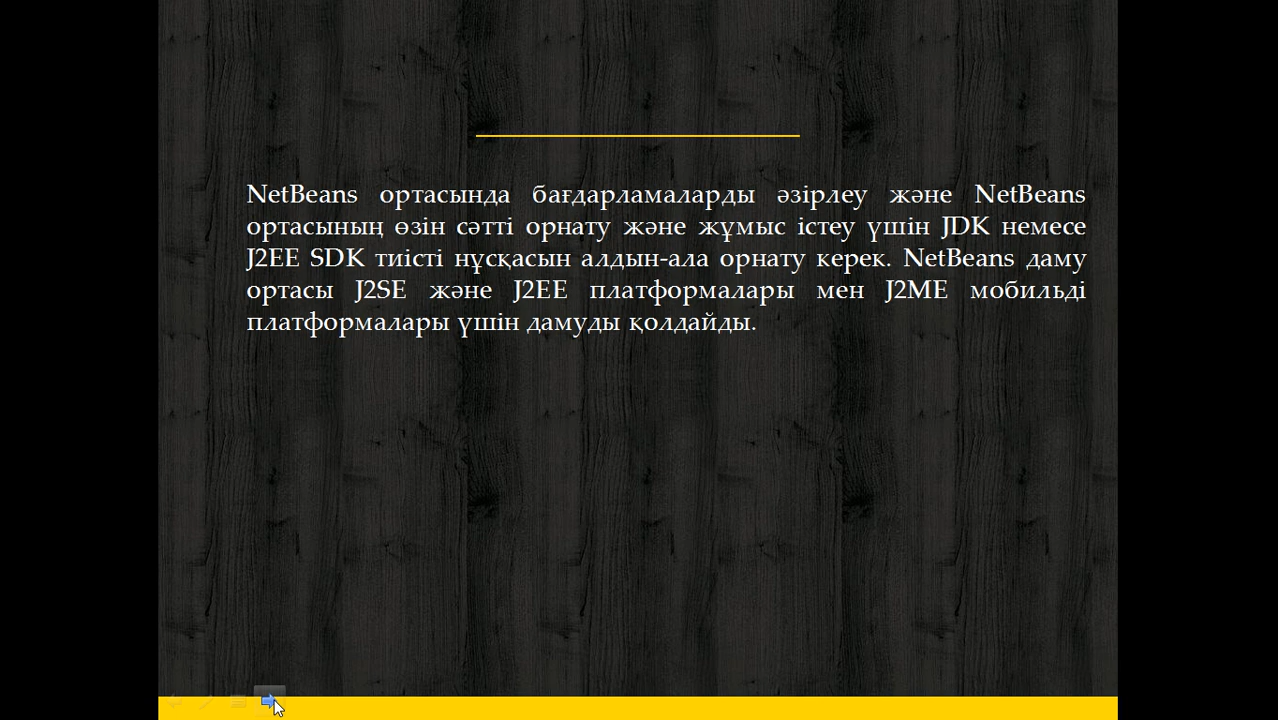 NetBeans ортасында бағдарламаларды әзірлеу және NetBeans
ортасының өзін сәтті орнату және жұмыс істеу үшін JDK немесе
J2EE SDK тиісті нұсқасын алдын-ала орнату керек. NetBeans даму
ортасы J2SE және J2EE платформалары мен J2ME мобильді
платформалары үшін дамуды қолдайды.